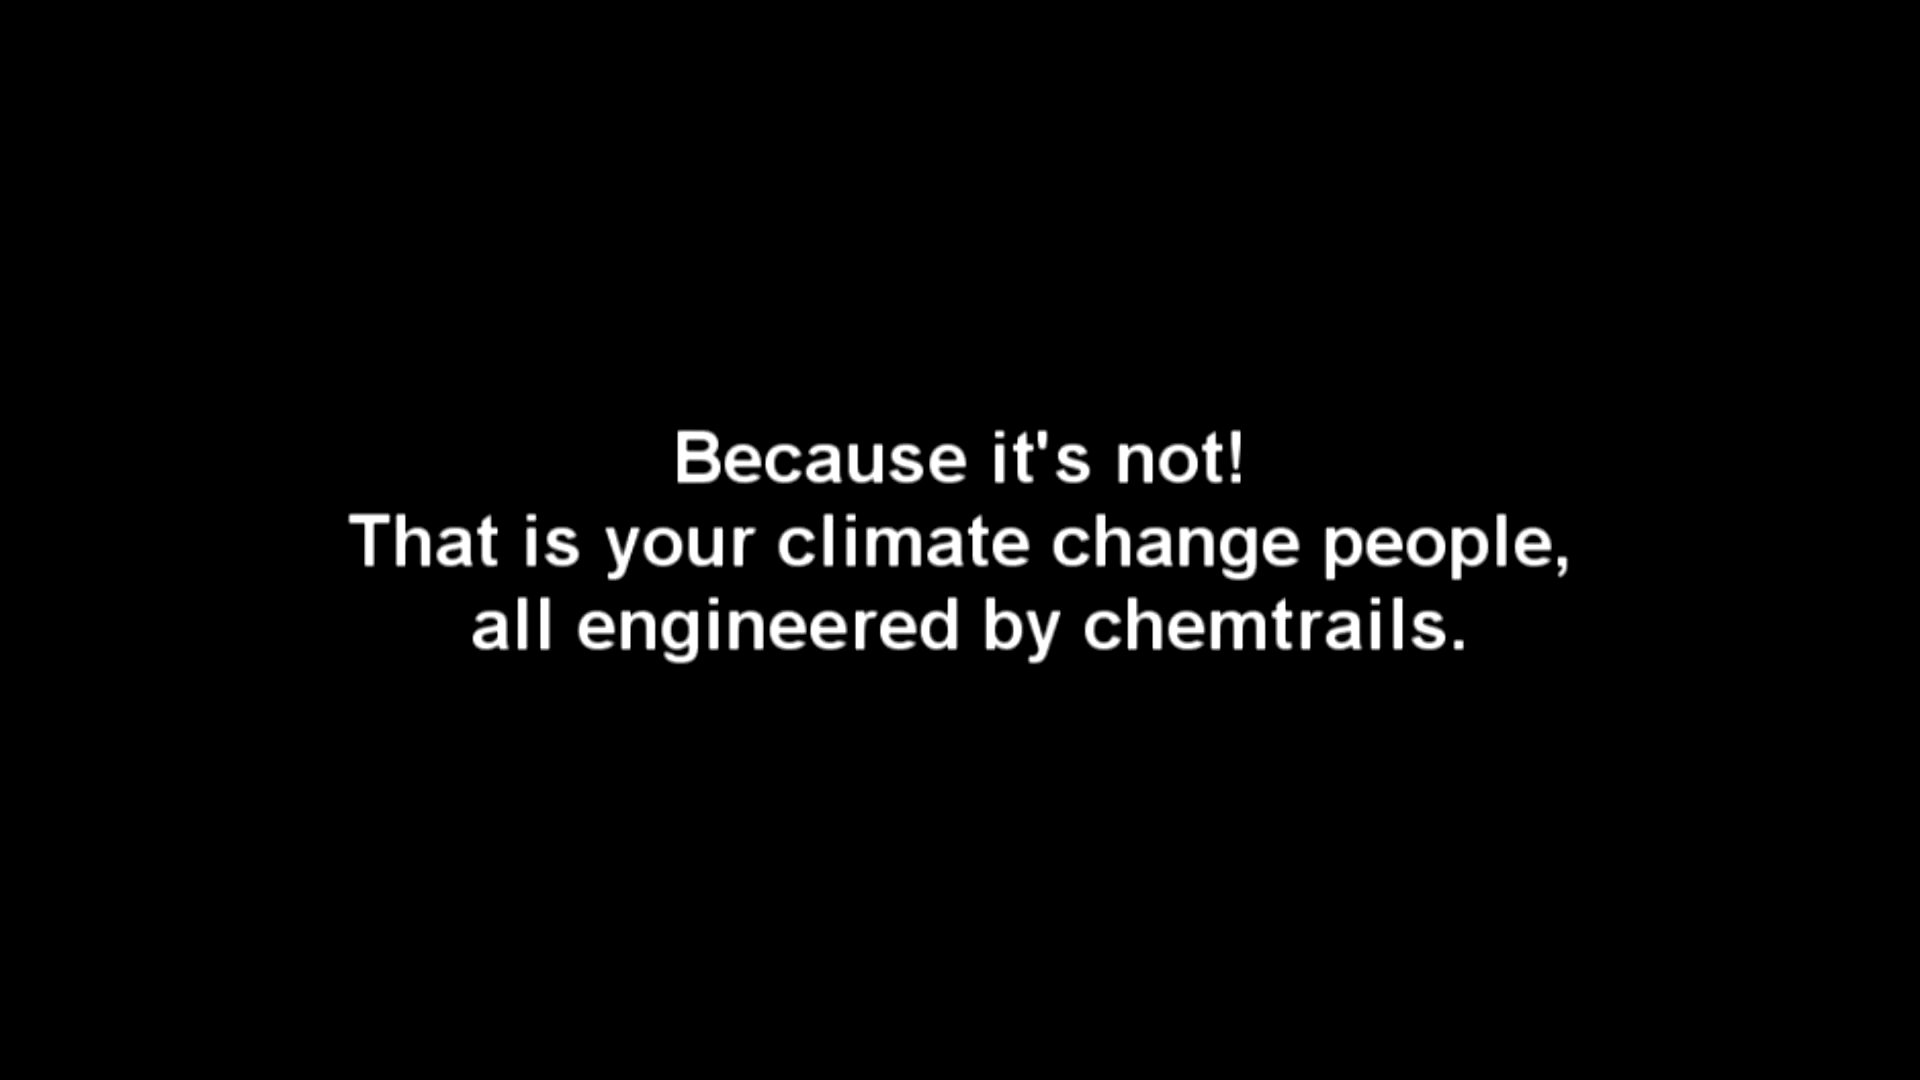 Because it's not!
That is your climate change people,
all engineered by chemtrails.